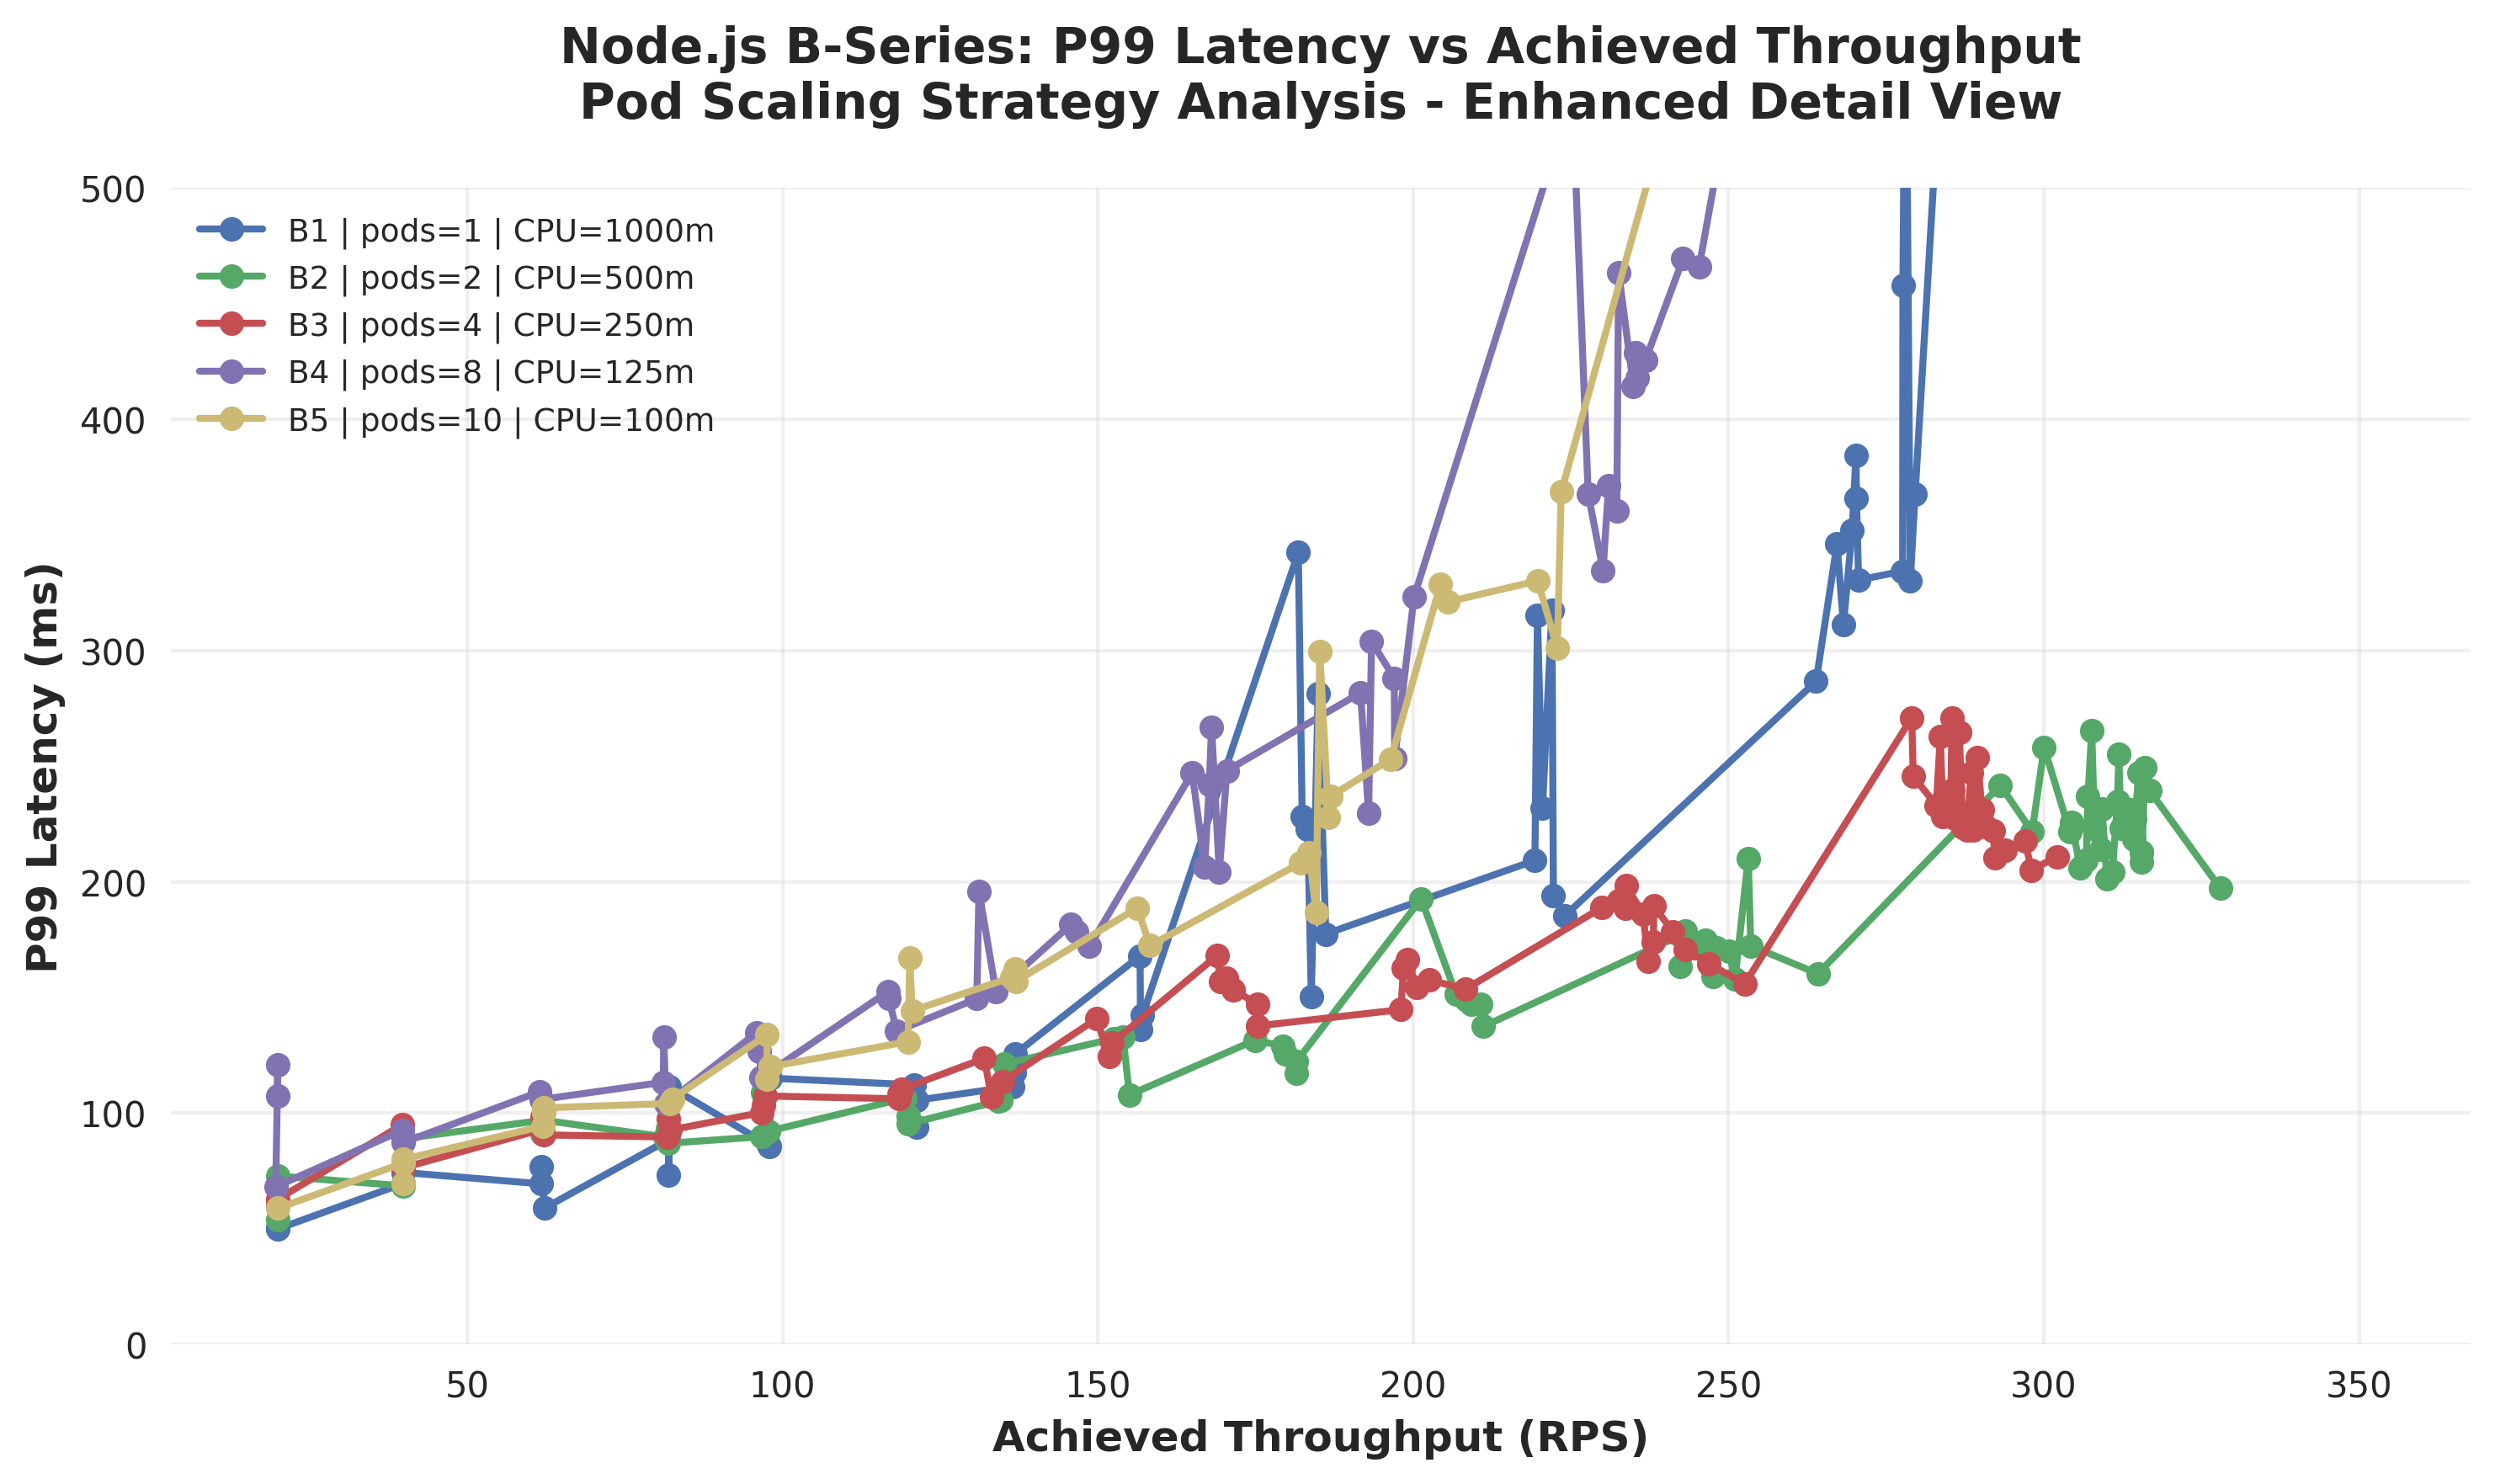 Node.js B-Series: P99 Latency vs Achieved Throughput
Pod Scaling Strategy Analysis - Enhanced Detail View
P99 Latency (ms)
500
400
300
200
100
0
B1 | pods=1 | CPU=1000m
B2 | pods=2 | CPU=500m
B3 | pods=4 | CPU=250m
B4 | pods=8 | CPU=125m
B5 | pods=10 | CPU=100m
50 100 150 200 250 300 350
Achieved Throughput (RPS)